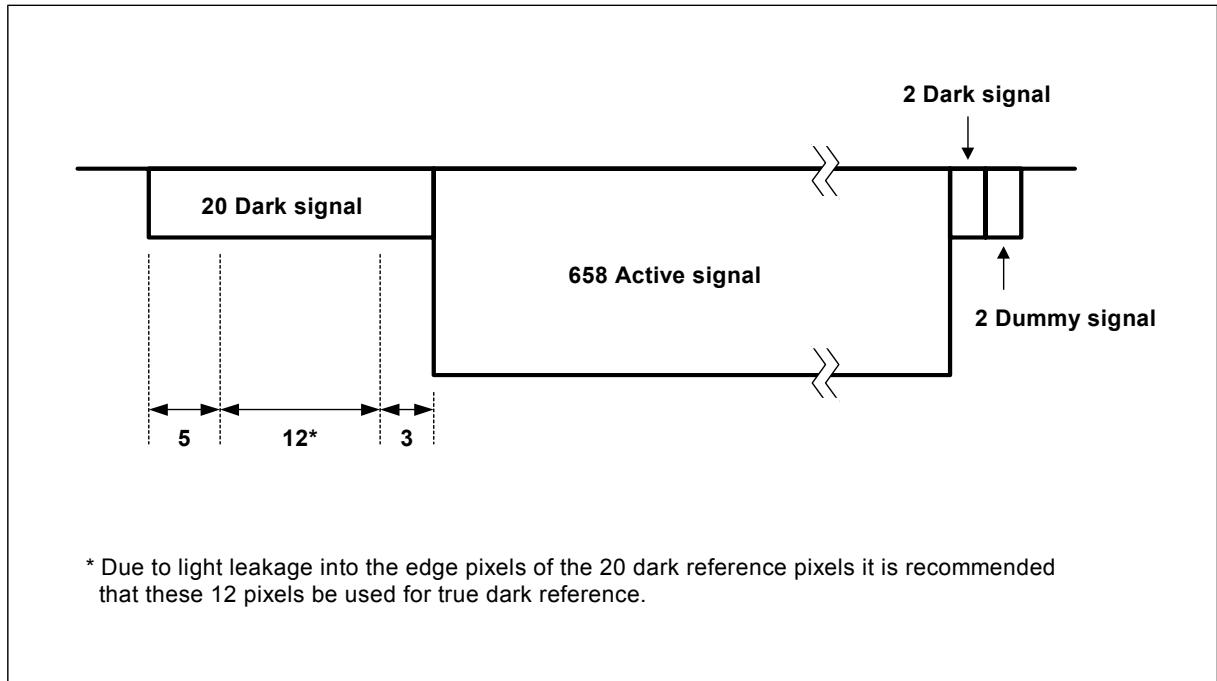 2 Dark signal
20 Dark signal
658 Active signal
2 Dummy signal
5
12*
3
* Due to light leakage into the edge pixels of the 20 dark reference pixels it is recommended
that these 12 pixels be used for true dark reference.